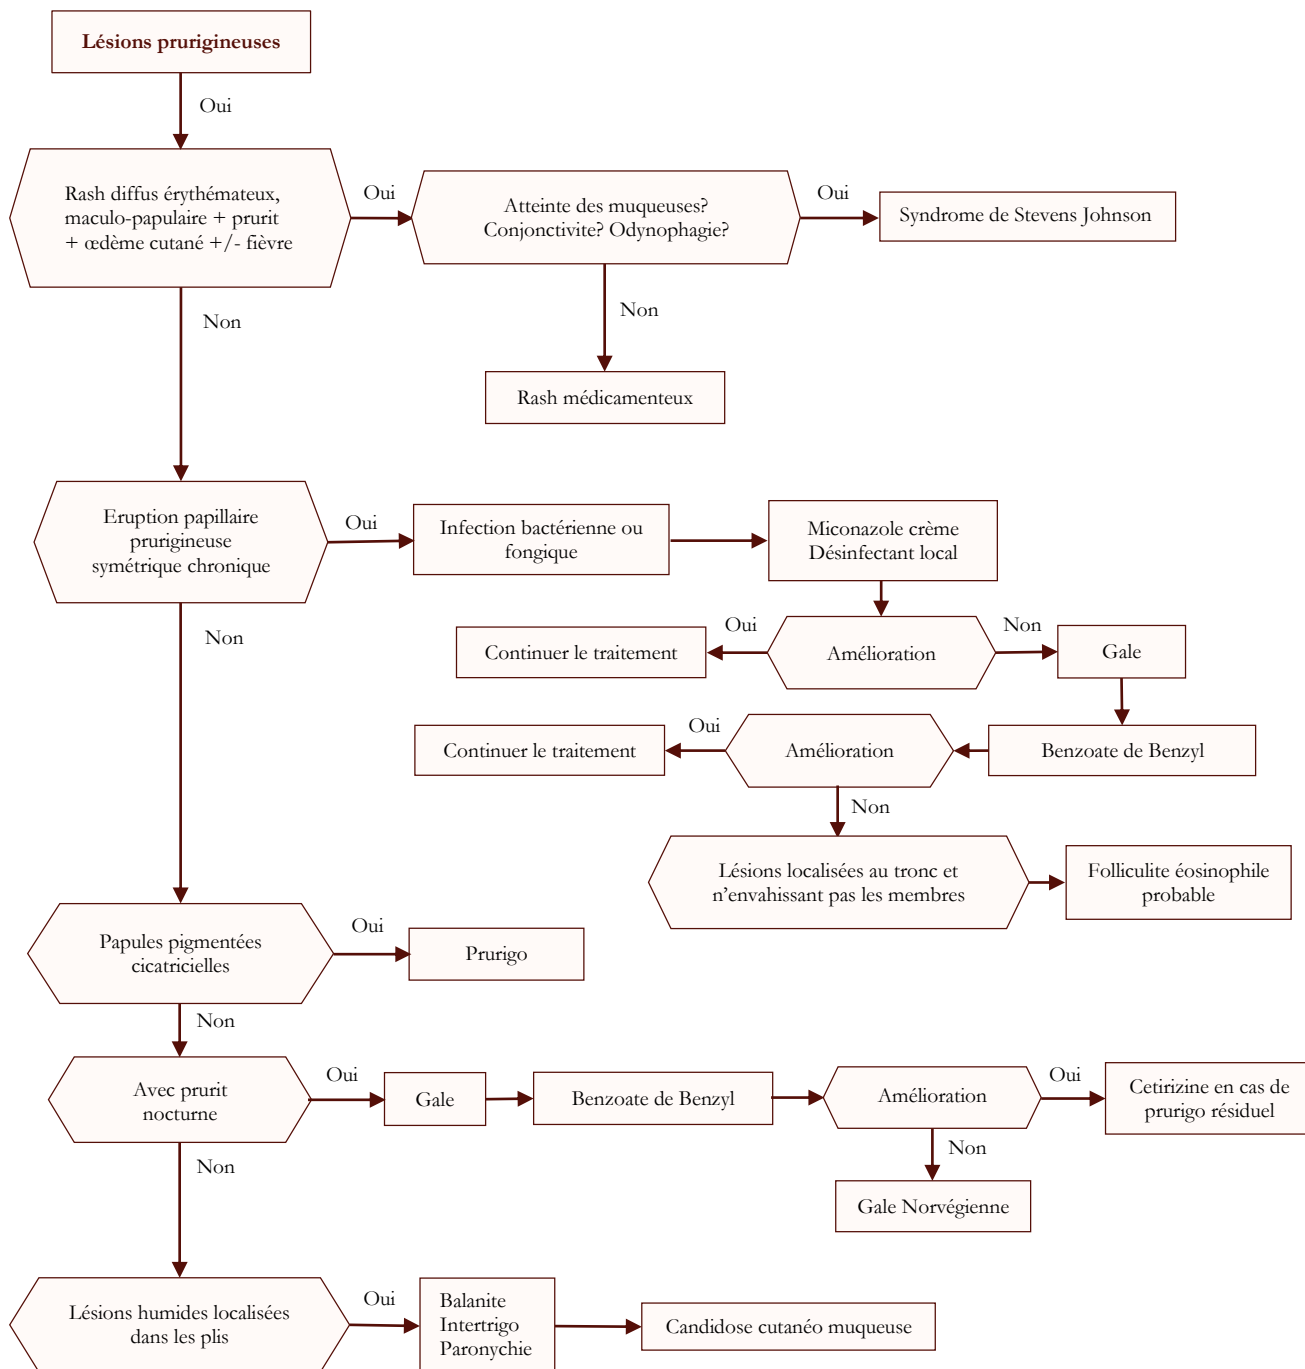 Lésions prurigineuses
Oui
Rash diffus érythémateux,
maculo-papulaire + prurit
+ œdème cutané +/- fièvre
Oui
Atteinte des muqueuses?
Conjonctivite? Odynophagie?
Oui
Syndrome de Stevens Johnson
Non
Non
Rash médicamenteux
Eruption papillaire
prurigineuse
symétrique chronique
Oui
Infection bactérienne ou
fongique
Miconazole crème
Désinfectant local
Non
Oui
Continuer le traitement
Amélioration
Non
Gale
Oui
Continuer le traitement
Amélioration
Benzoate de Benzyl
Non
Lésions localisées au tronc et
n’envahissant pas les membres
Folliculite éosinophile
probable
Papules pigmentées
cicatricielles
Oui
Prurigo
Non
Avec prurit
nocturne
Oui
Gale
Benzoate de Benzyl
Amélioration
Oui
Cetirizine en cas de
prurigo résiduel
Non
Non
Gale Norvégienne
Lésions humides localisées
dans les plis
Oui
Balanite
Intertrigo
Paronychie
Candidose cutanéo muqueuse